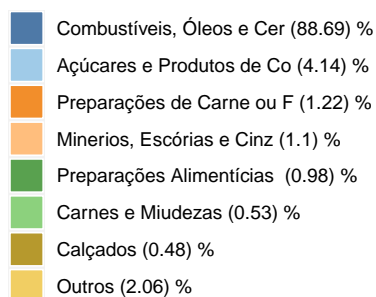 Combustíveis, Óleos e Cer (88.69) %
Açúcares e Produtos de Co (4.14) %
Preparações de Carne ou F (1.22) %
Minerios, Escórias e Cinz (1.1) %
Preparações Alimentícias (0.98) %
Carnes e Miudezas (0.53) %
Calçados (0.48) %
Outros (2.06) %